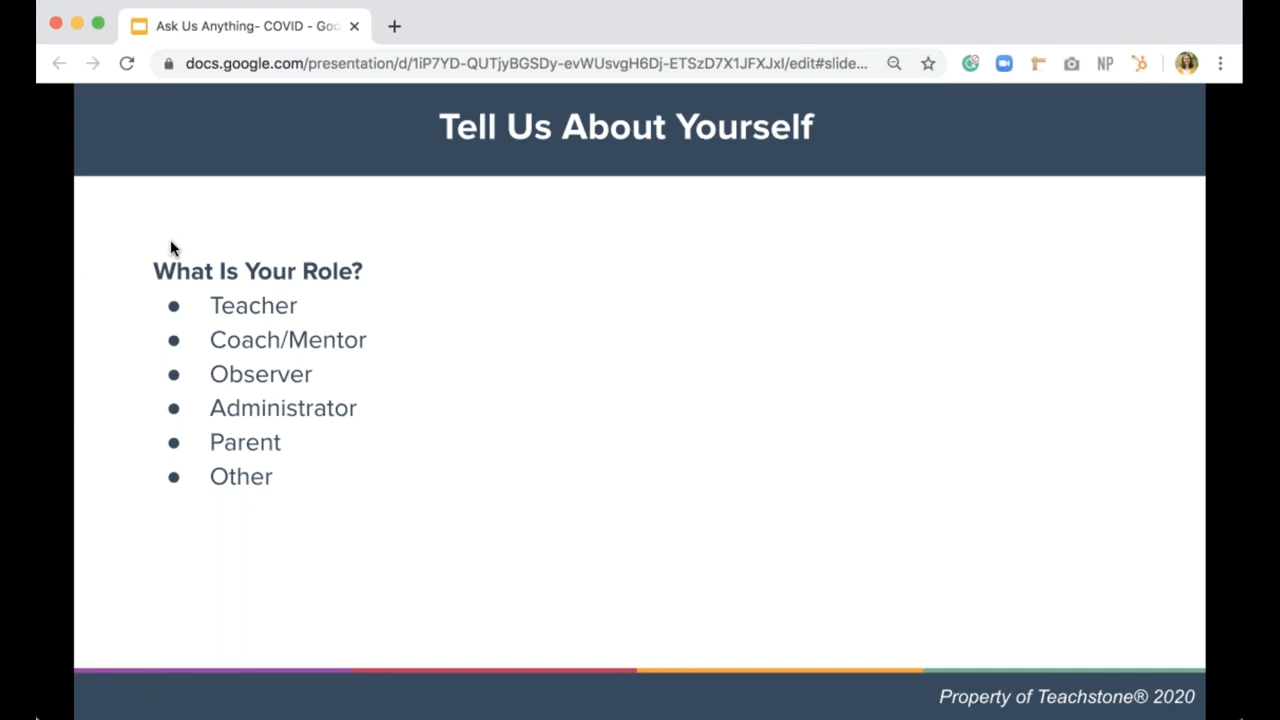 Ask Us Anything- COVID - Goo
docs.google.com/presentation/d/1iP7YD-QUTjyBGSDy-evWUsvgH6Dj-ETSzD7X1JFXJxI/edit#slide...
NP
Tell Us About Yourself
What Is Your Role?
● Teacher
● Coach/Mentor
● Observer
● Administrator
● Parent
● Other
Property of Teachstone® 2020